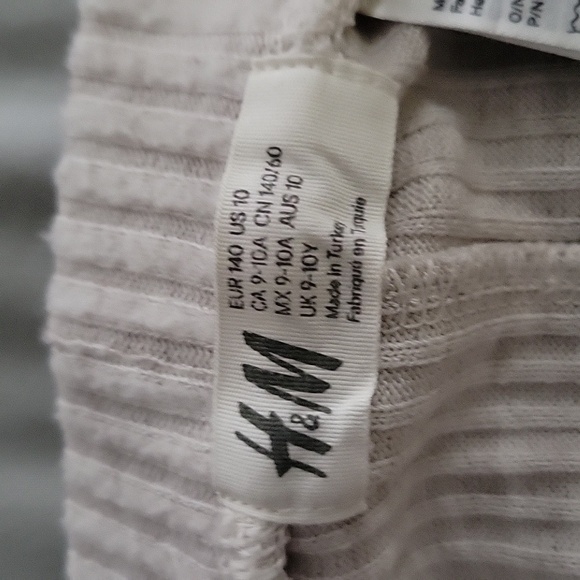 H&M
EUR 140 US 10
CA 9-10A CN 140/60
MX 9-10A AUS 10
UK 9-10Y
Made in Turkey
Fabriqué en Turquie
O/N
P/N